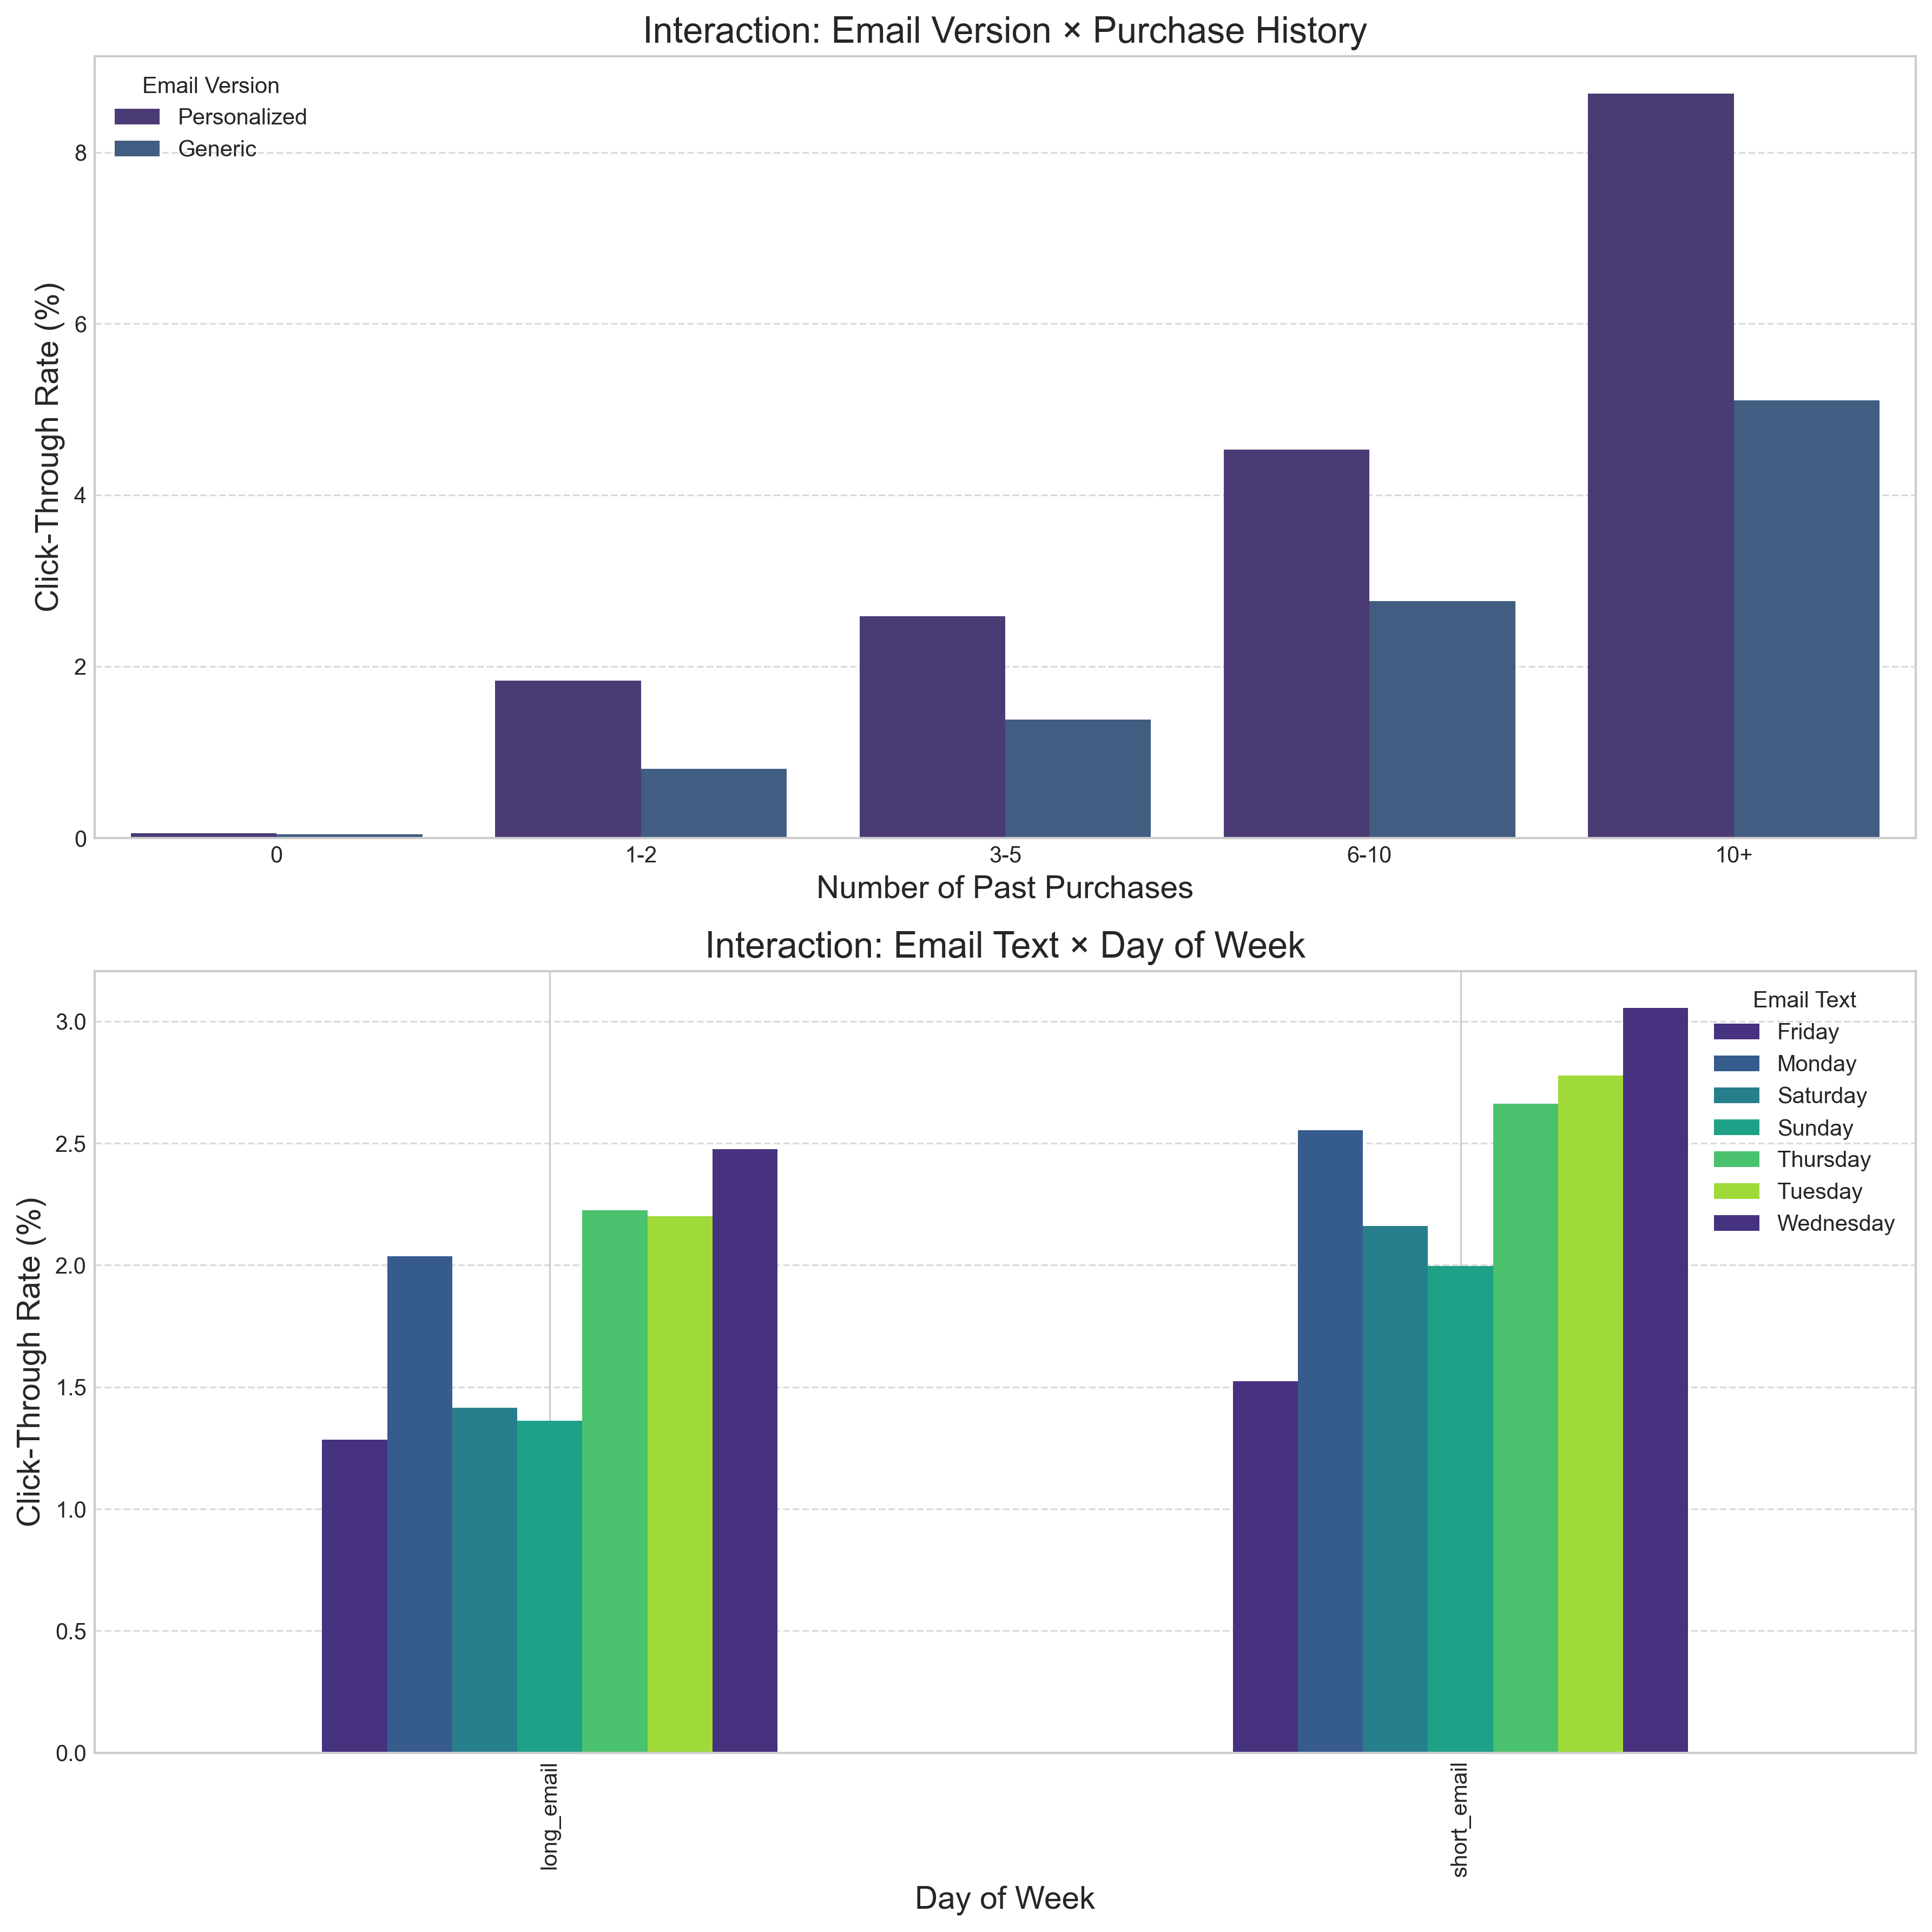 Interaction: Email Version × Purchase History
Email Version
Personalized
Generic
Click-Through Rate (%)
8
6
4
2
0
0
1-2
3-5
6-10
10+
Number of Past Purchases
Interaction: Email Text × Day of Week
Email Text
Friday
Monday
Saturday
Sunday
Thursday
Tuesday
Wednesday
Click-Through Rate (%)
3.0
2.5
2.0
1.5
1.0
0.5
0.0
long_email
short_email
Day of Week